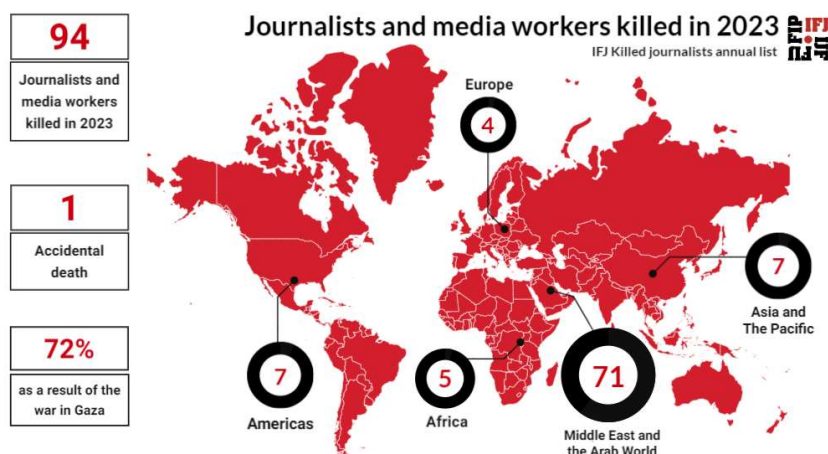 Journalists and media workers killed in 2023
IFJ Killed journalists annual list
FIP IFJ
94
Journalists and
media workers
killed in 2023
1
Accidental
death
72%
as a result of the
war in Gaza
Europe
4
7
Americas
5
Africa
71
Middle East and
the Arab World
7
Asia and
The Pacific